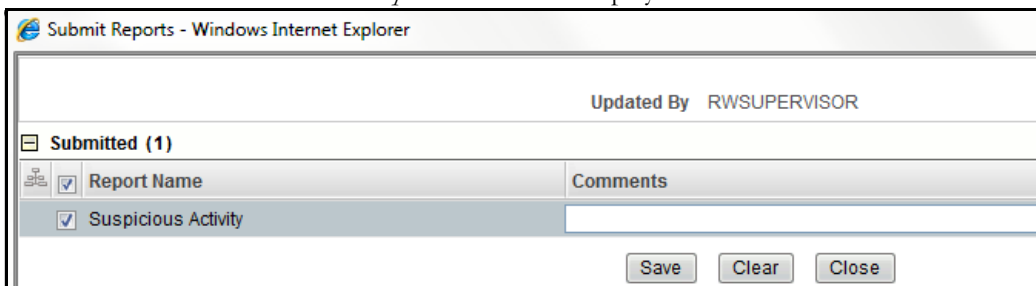 Submit Reports - Windows Internet Explorer
Updated By RWSUPERVISOR
Submitted (1)
Report Name Comments
Suspicious Activity
Save Clear Close